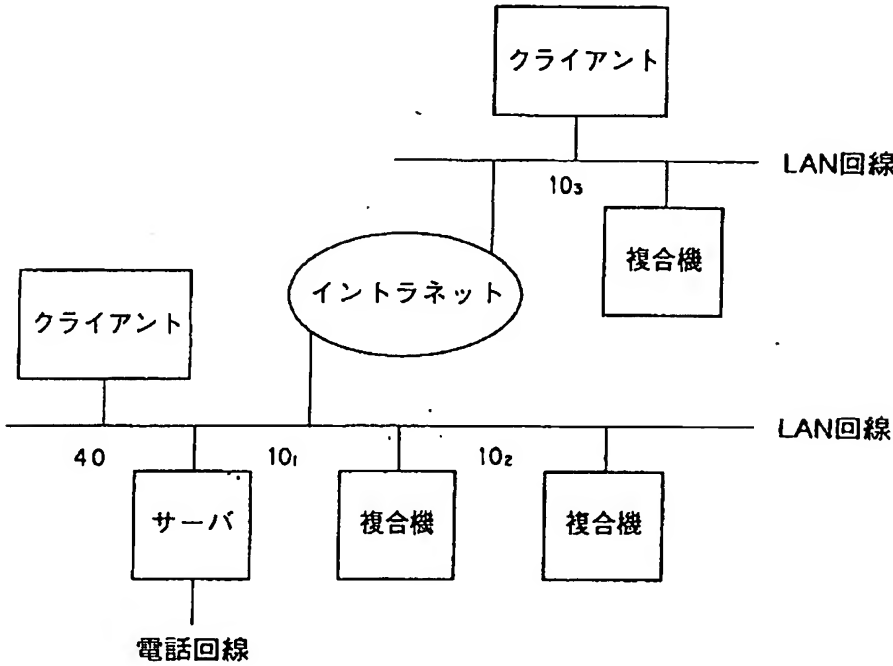 クライアント
LAN回線
10₃
複合機
イントラネット
クライアント
LAN回線
40
10₁
10₂
サーバ
複合機
複合機
電話回線